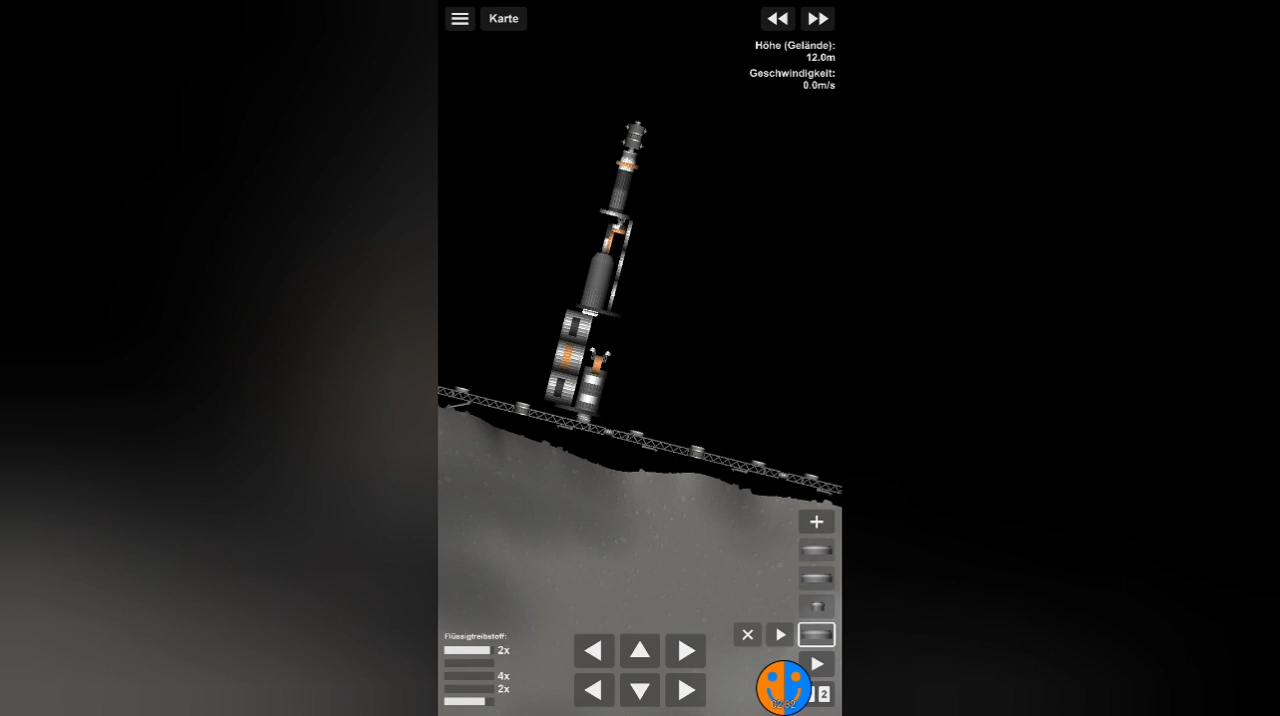 Karte
Höhe (Gelände):
12.0m
Geschwindigkeit:
0.0m/s
Flüssigtreibstoff:
2x
4x
2x
2